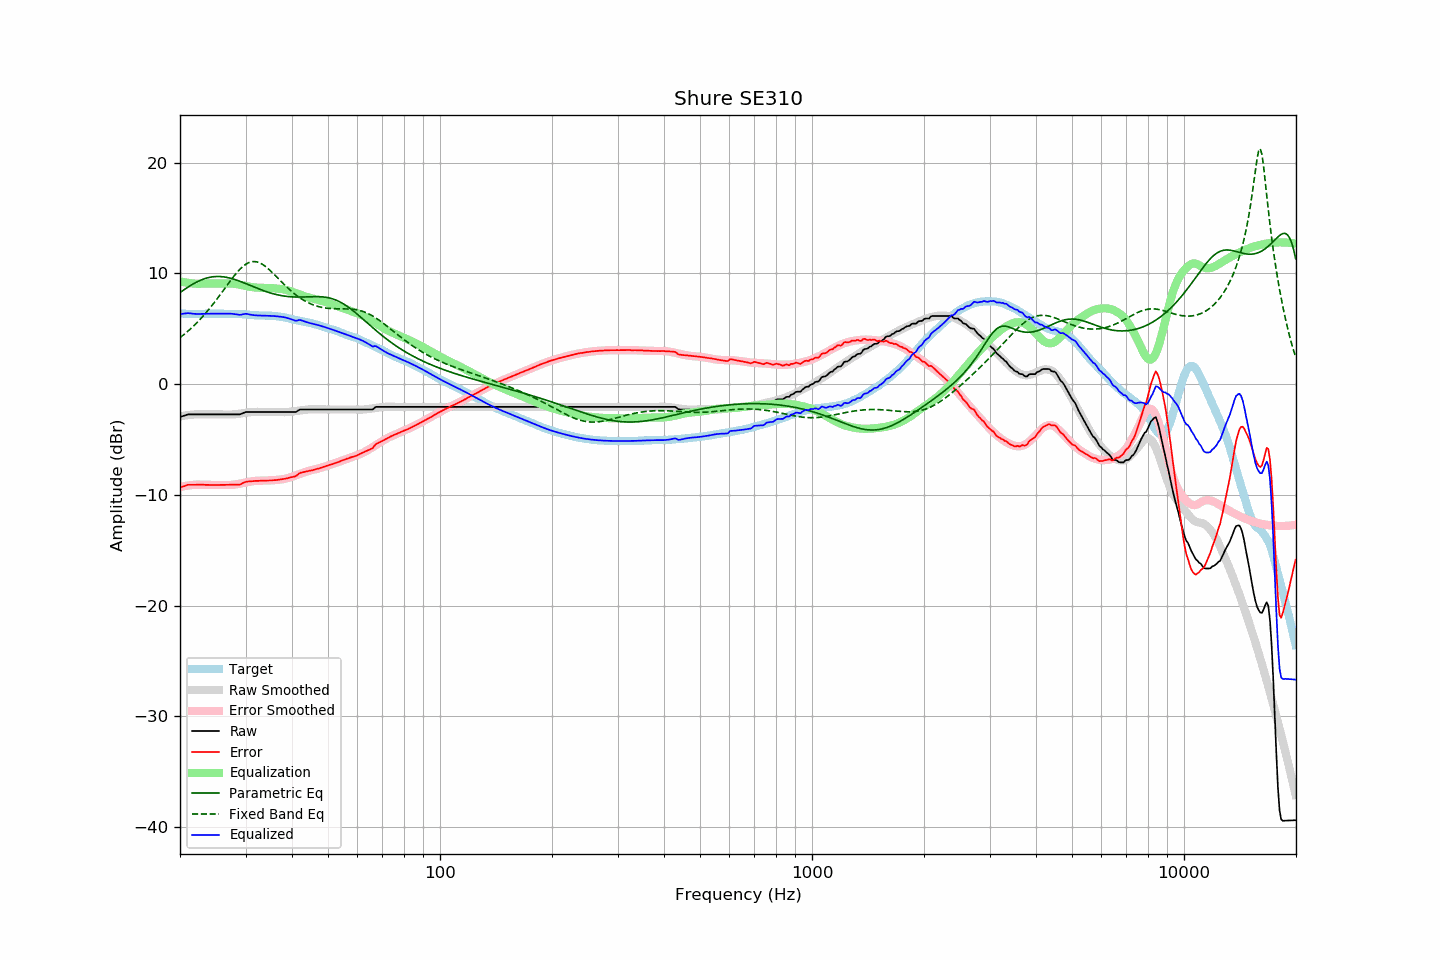 Shure SE310
20
10
0
−10
−20
−30
−40
Amplitude (dBr)
Target
Raw Smoothed
Error Smoothed
Raw
Error
Equalization
Parametric Eq
Fixed Band Eq
Equalized
100
1000
10000
Frequency (Hz)